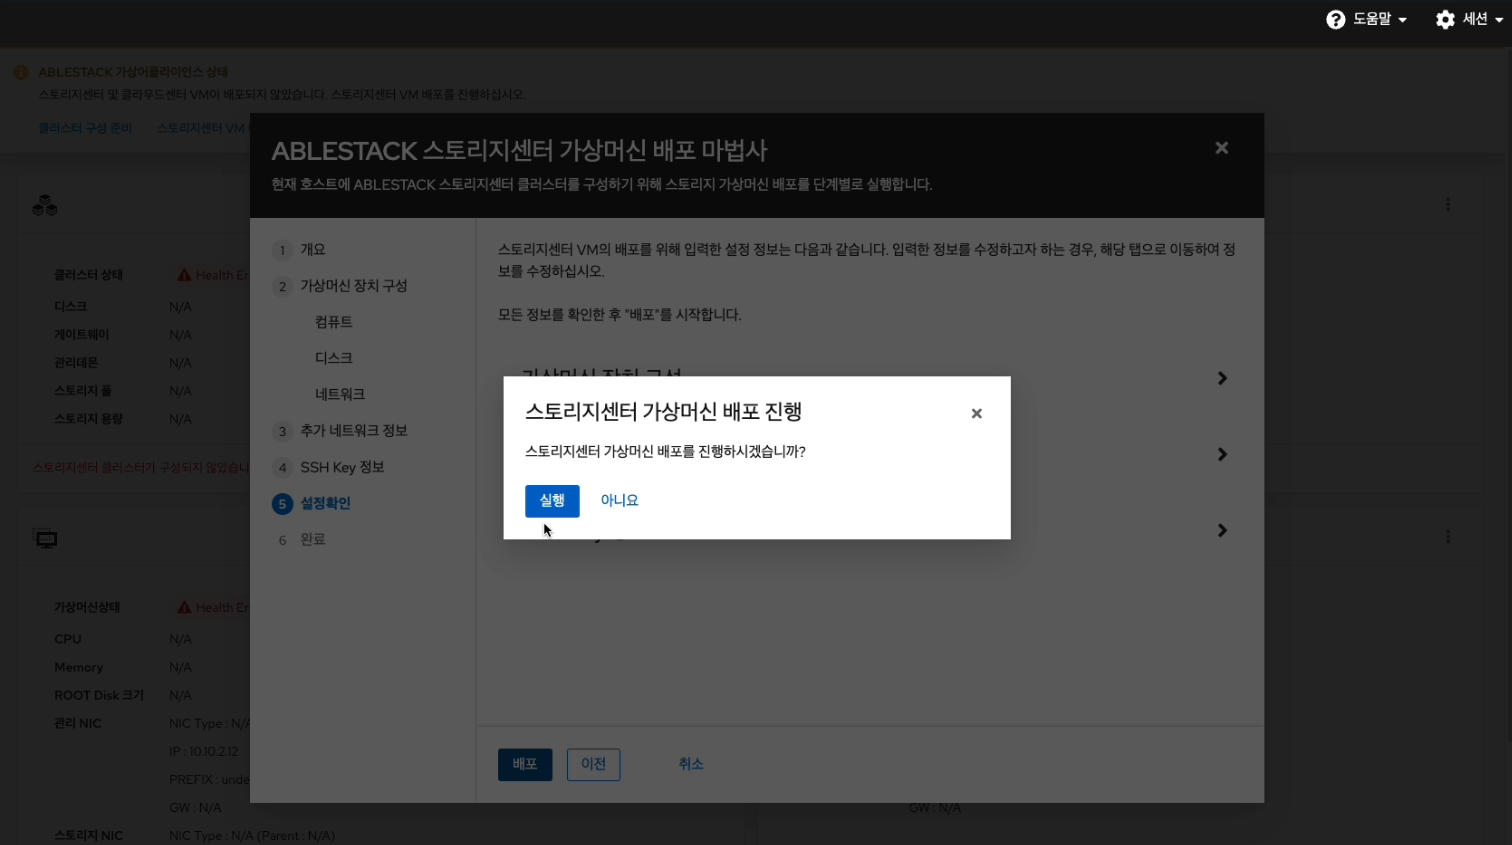 도움말
세션
ABLESTACK 가상어플라이언스 상태
스토리지센터 및 클라우드센터 VM이 배포되지 않았습니다. 스토리지센터 VM 배포를 진행하십시오.
클러스터 구성 준비
스토리지센터 VM
ABLESTACK 스토리지센터 가상머신 배포 마법사
현재 호스트에 ABLESTACK 스토리지센터 클러스터를 구성하기 위해 스토리지 가상머신 배포를 단계별로 실행합니다.
1 개요
2 가상머신 장치 구성
컴퓨트
디스크
네트워크
3 추가 네트워크 정보
4 SSH Key 정보
5 설정확인
6 완료
스토리지센터 VM의 배포를 위해 입력한 설정 정보는 다음과 같습니다. 입력한 정보를 수정하고자 하는 경우, 해당 탭으로 이동하여 정
보를 수정하십시오.
모든 정보를 확인한 후 "배포"를 시작합니다.
스토리지센터 가상머신 배포 진행
스토리지센터 가상머신 배포를 진행하시겠습니까?
실행
아니요
배포
이전
취소
클러스터 상태
Health Er
디스크 N/A
게이트웨이 N/A
관리데몬 N/A
스토리지 풀 N/A
스토리지 용량 N/A
스토리지센터 클러스터가 구성되지 않았습니
가상머신상태
Health Er
CPU N/A
Memory N/A
ROOT Disk 크기 N/A
관리 NIC NIC Type : N/A
IP : 10.10.2.12
PREFIX : unde
GW : N/A
GW : N/A
스토리지 NIC NIC Type : N/A (Parent : N/A)